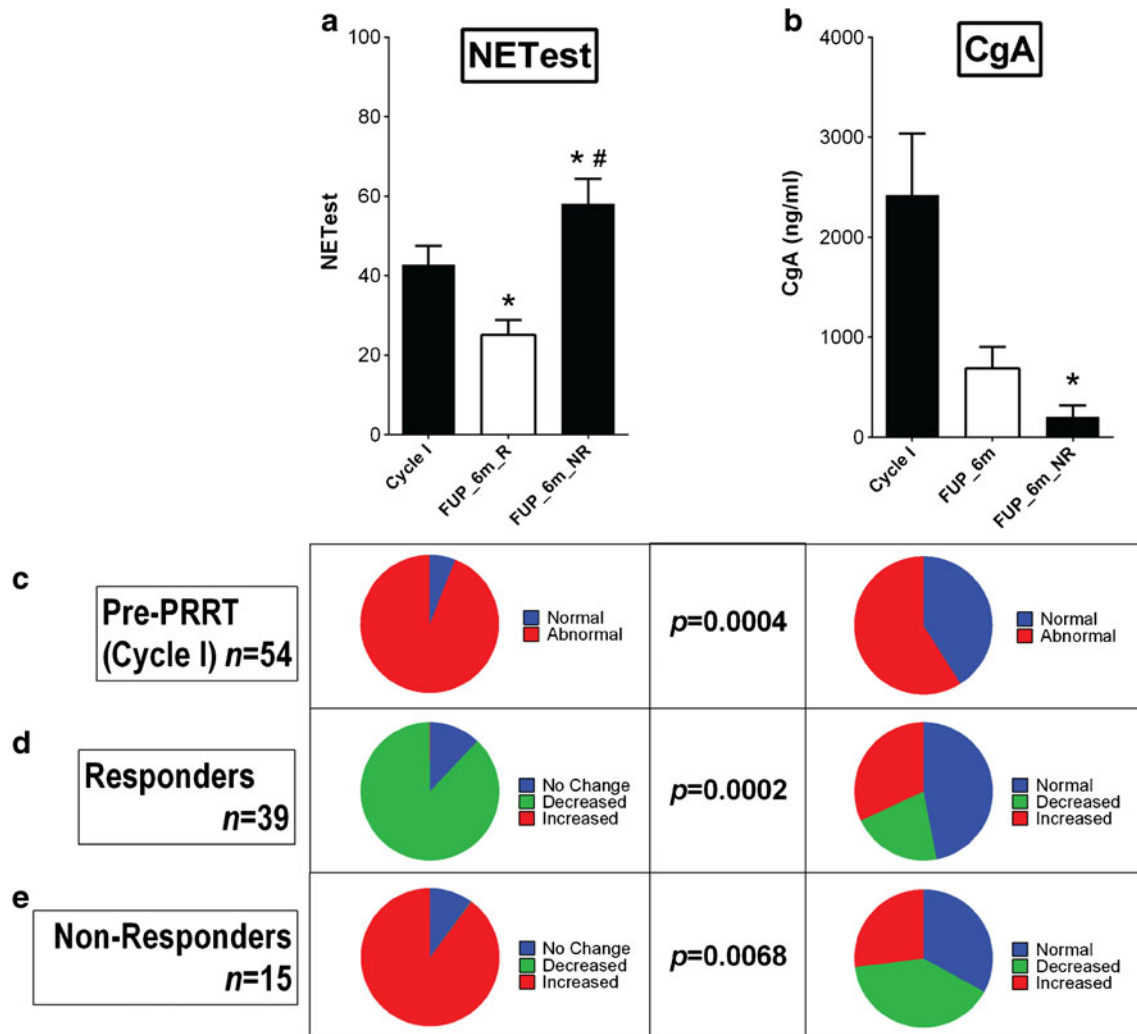 a
NETest
100
80
60
40
20
0
NETest
*
* #
Cycle I
FUP_6m_R
FUP_6m_NR
b
CgA
4000
3000
2000
1000
0
CgA (ng/ml)
*
Cycle I
FUP_6m
FUP_6m_NR
c
Pre-PRRT
(Cycle I) n=54
Normal
Abnormal
p=0.0004
Normal
Abnormal
d
Responders
n=39
No Change
Decreased
Increased
p=0.0002
Normal
Decreased
Increased
e
Non-Responders
n=15
No Change
Decreased
Increased
p=0.0068
Normal
Decreased
Increased